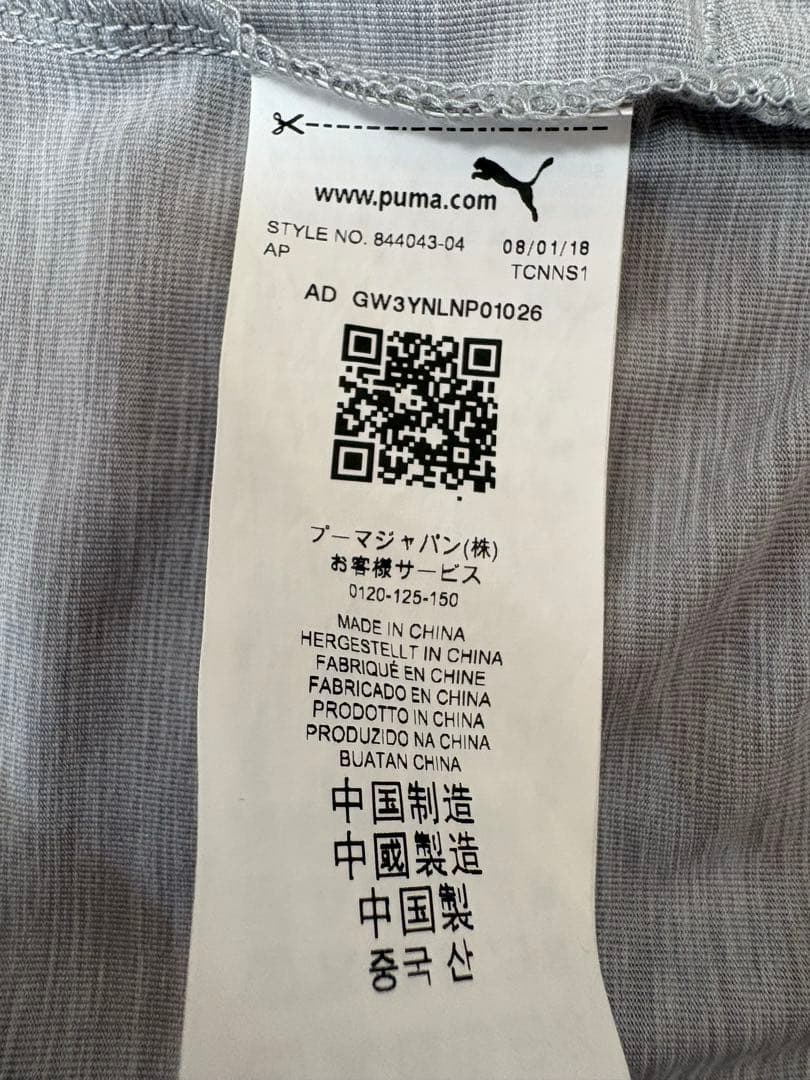 www.puma.com
STYLE NO. 844043-04 08/01/18
AP TCNNS1
AD GW3YNLNP01026
プーマジャパン(株)
お客様サービス
0120-125-150
MADE IN CHINA
HERGESTELLT IN CHINA
FABRIQUÉ EN CHINE
FABRICADO EN CHINA
PRODOTTO IN CHINA
PRODUZIDO NA CHINA
BUATAN CHINA
中国制造
中國製造
中国製
중국산